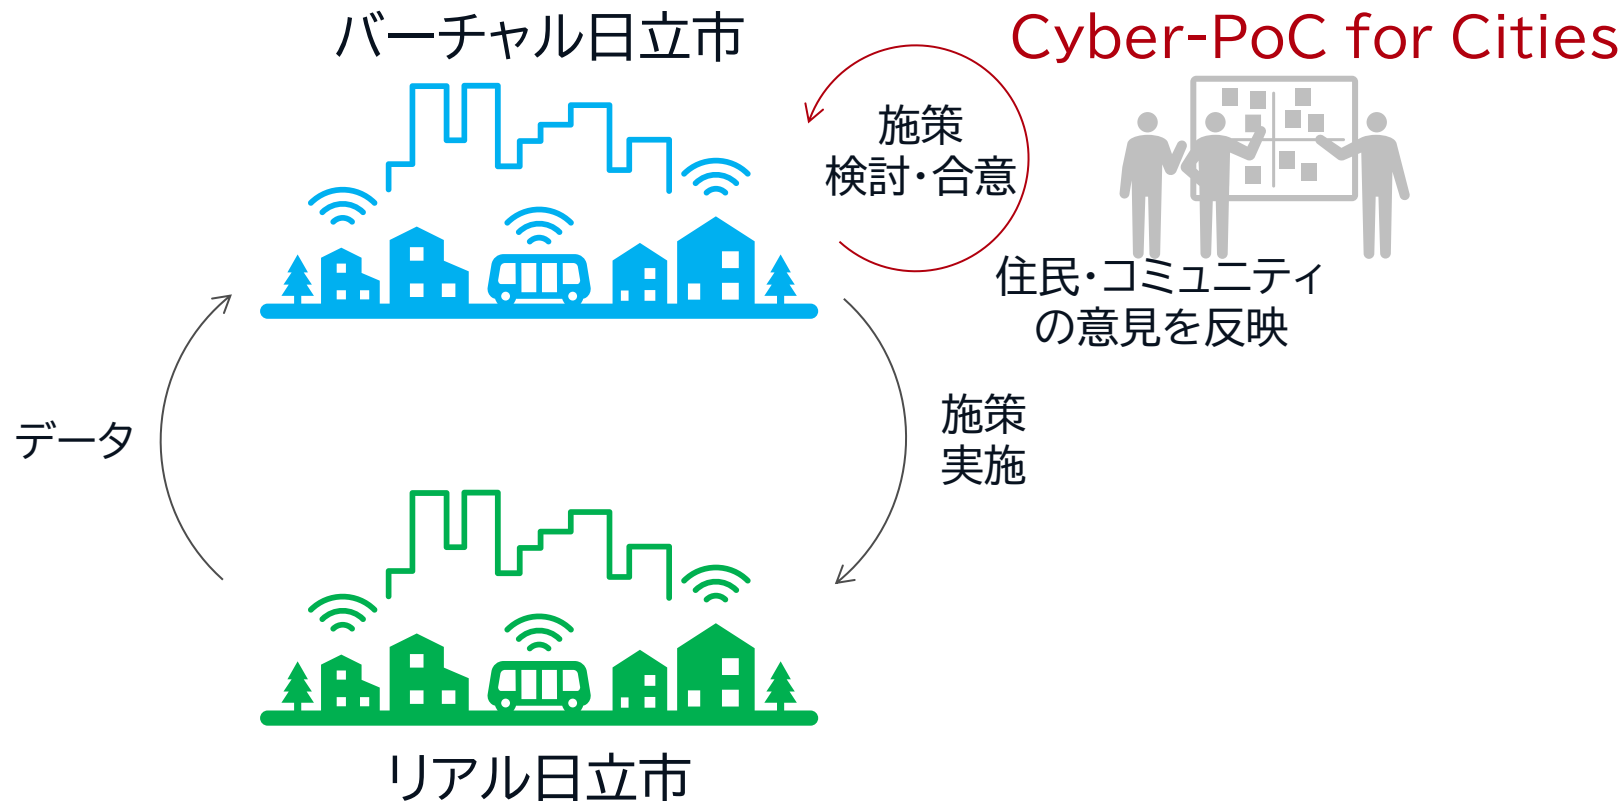 バーチャル日立市
Cyber-PoC for Cities
施策
検討・合意
住民・コミュニティ
の意見を反映
データ
施策
実施
リアル日立市